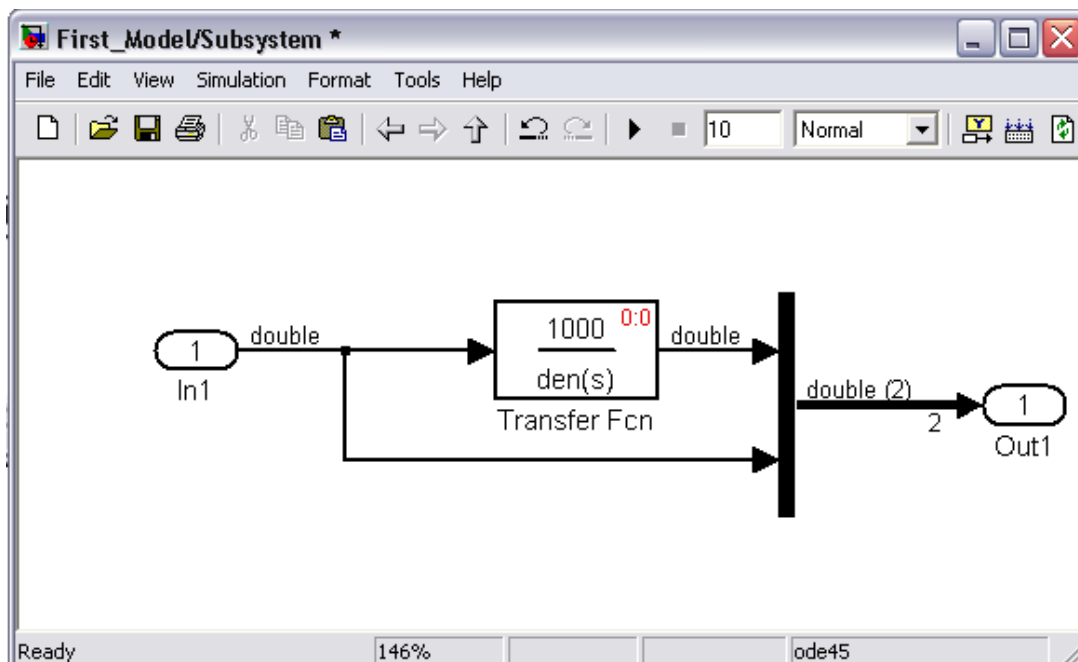 First_Model/Subsystem *
File Edit View Simulation Format Tools Help
10 Normal
1
In1
double
1000
den(s)
0:0
Transfer Fcn
double
double (2)
2
1
Out1
Ready 146% ode45